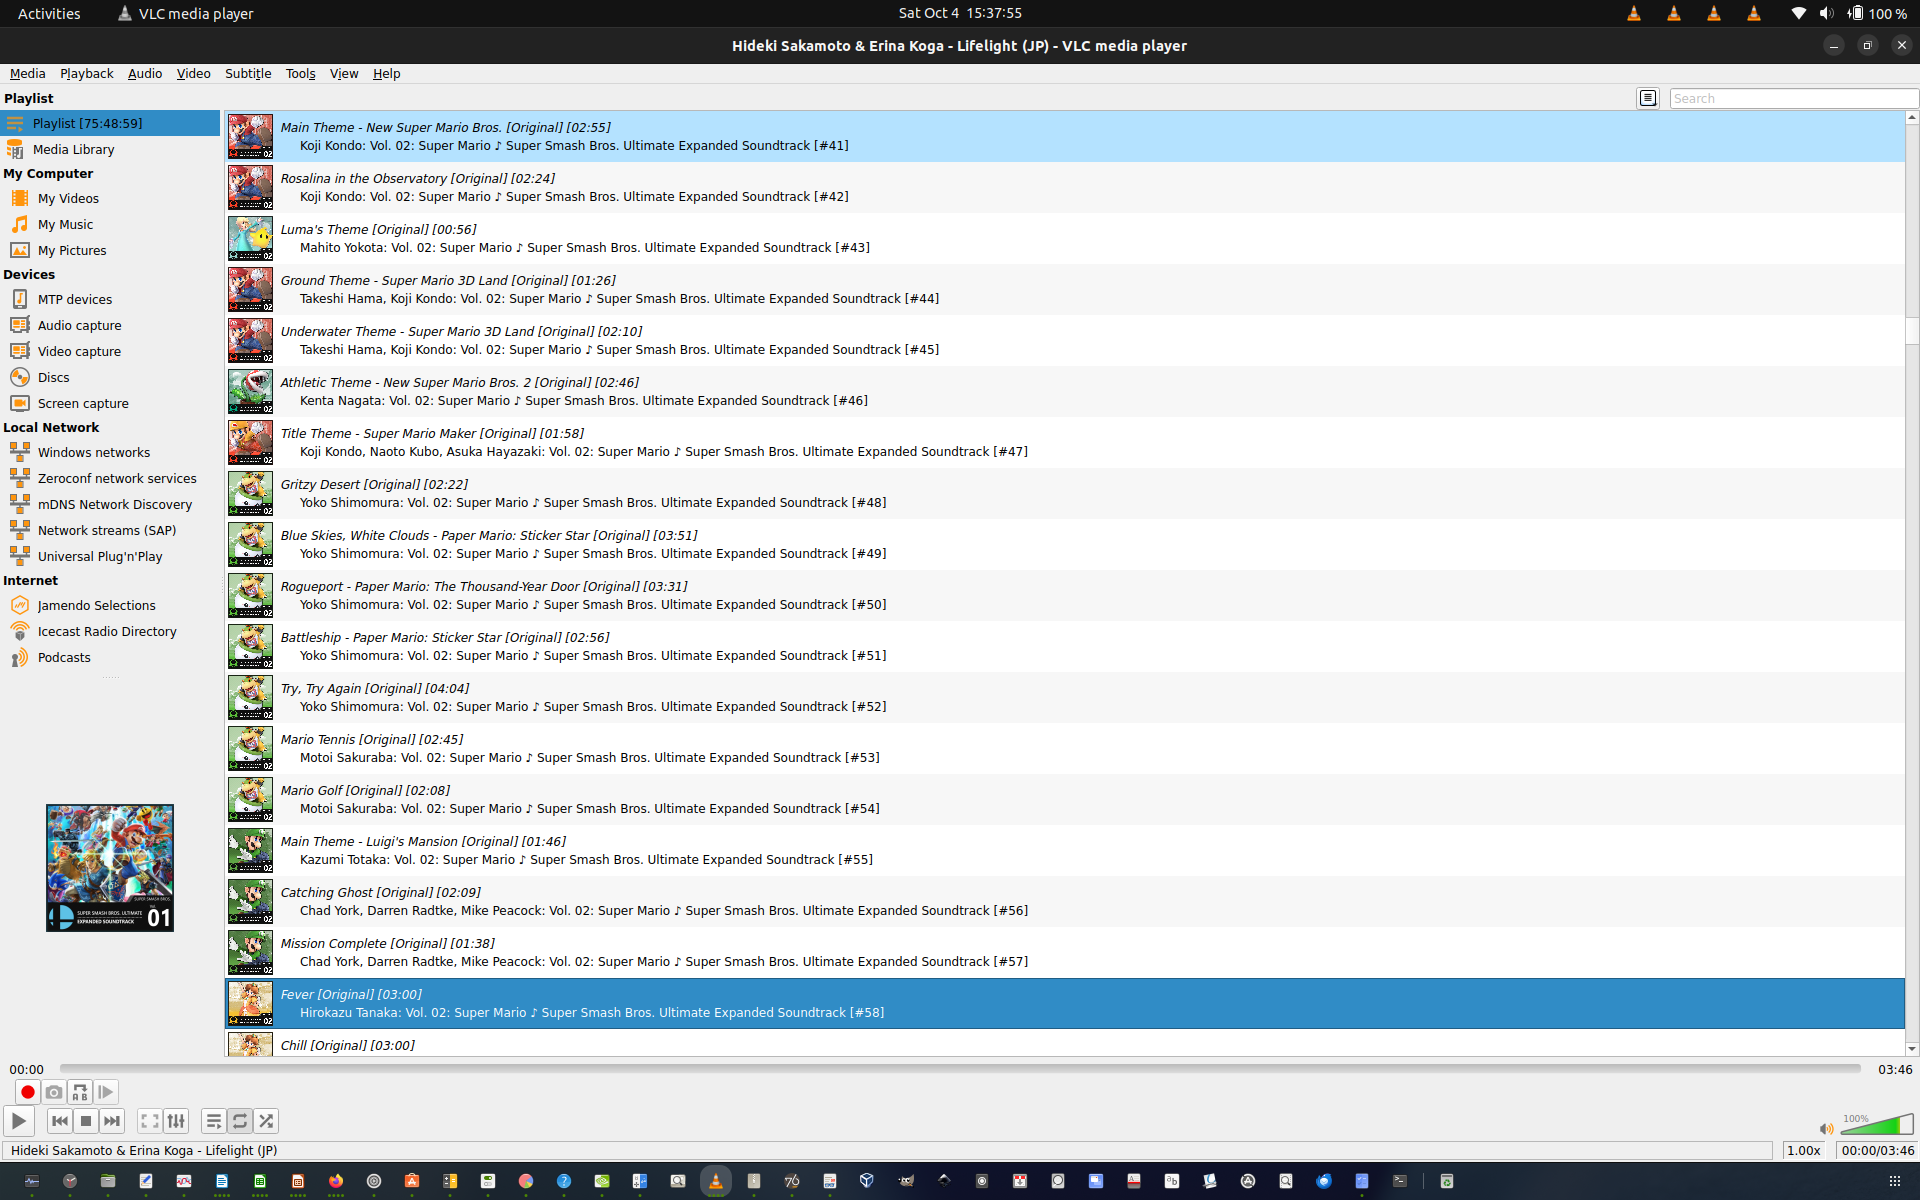 Activities
VLC media player
Sat Oct 4 15:37:55
100 %
Hideki Sakamoto & Erina Koga - Lifelight (JP) - VLC media player
Media Playback Audio Video Subtitle Tools View Help
Playlist
Search
Playlist [75:48:59]
Media Library
My Computer
My Videos
My Music
My Pictures
Devices
MTP devices
Audio capture
Video capture
Discs
Screen capture
Local Network
Windows networks
Zeroconf network services
mDNS Network Discovery
Network streams (SAP)
Universal Plug'n'Play
Internet
Jamendo Selections
Icecast Radio Directory
Podcasts
SUPER SMASH BROS. ULTIMATE
EXPANDED SOUNDTRACK
01
Main Theme - New Super Mario Bros. [Original] [02:55]
Koji Kondo: Vol. 02: Super Mario ♪ Super Smash Bros. Ultimate Expanded Soundtrack [#41]
Rosalina in the Observatory [Original] [02:24]
Koji Kondo: Vol. 02: Super Mario ♪ Super Smash Bros. Ultimate Expanded Soundtrack [#42]
Luma's Theme [Original] [00:56]
Mahito Yokota: Vol. 02: Super Mario ♪ Super Smash Bros. Ultimate Expanded Soundtrack [#43]
Ground Theme - Super Mario 3D Land [Original] [01:26]
Takeshi Hama, Koji Kondo: Vol. 02: Super Mario ♪ Super Smash Bros. Ultimate Expanded Soundtrack [#44]
Underwater Theme - Super Mario 3D Land [Original] [02:10]
Takeshi Hama, Koji Kondo: Vol. 02: Super Mario ♪ Super Smash Bros. Ultimate Expanded Soundtrack [#45]
Athletic Theme - New Super Mario Bros. 2 [Original] [02:46]
Kenta Nagata: Vol. 02: Super Mario ♪ Super Smash Bros. Ultimate Expanded Soundtrack [#46]
Title Theme - Super Mario Maker [Original] [01:58]
Koji Kondo, Naoto Kubo, Asuka Hayazaki: Vol. 02: Super Mario ♪ Super Smash Bros. Ultimate Expanded Soundtrack [#47]
Gritzy Desert [Original] [02:22]
Yoko Shimomura: Vol. 02: Super Mario ♪ Super Smash Bros. Ultimate Expanded Soundtrack [#48]
Blue Skies, White Clouds - Paper Mario: Sticker Star [Original] [03:51]
Yoko Shimomura: Vol. 02: Super Mario ♪ Super Smash Bros. Ultimate Expanded Soundtrack [#49]
Rogueport - Paper Mario: The Thousand-Year Door [Original] [03:31]
Yoko Shimomura: Vol. 02: Super Mario ♪ Super Smash Bros. Ultimate Expanded Soundtrack [#50]
Battleship - Paper Mario: Sticker Star [Original] [02:56]
Yoko Shimomura: Vol. 02: Super Mario ♪ Super Smash Bros. Ultimate Expanded Soundtrack [#51]
Try, Try Again [Original] [04:04]
Yoko Shimomura: Vol. 02: Super Mario ♪ Super Smash Bros. Ultimate Expanded Soundtrack [#52]
Mario Tennis [Original] [02:45]
Motoi Sakuraba: Vol. 02: Super Mario ♪ Super Smash Bros. Ultimate Expanded Soundtrack [#53]
Mario Golf [Original] [02:08]
Motoi Sakuraba: Vol. 02: Super Mario ♪ Super Smash Bros. Ultimate Expanded Soundtrack [#54]
Main Theme - Luigi's Mansion [Original] [01:46]
Kazumi Totaka: Vol. 02: Super Mario ♪ Super Smash Bros. Ultimate Expanded Soundtrack [#55]
Catching Ghost [Original] [02:09]
Chad York, Darren Radtke, Mike Peacock: Vol. 02: Super Mario ♪ Super Smash Bros. Ultimate Expanded Soundtrack [#56]
Mission Complete [Original] [01:38]
Chad York, Darren Radtke, Mike Peacock: Vol. 02: Super Mario ♪ Super Smash Bros. Ultimate Expanded Soundtrack [#57]
Fever [Original] [03:00]
Hirokazu Tanaka: Vol. 02: Super Mario ♪ Super Smash Bros. Ultimate Expanded Soundtrack [#58]
Chill [Original] [03:00]
00:00
03:46
100%
Hideki Sakamoto & Erina Koga - Lifelight (JP)
1.00x
00:00/03:46